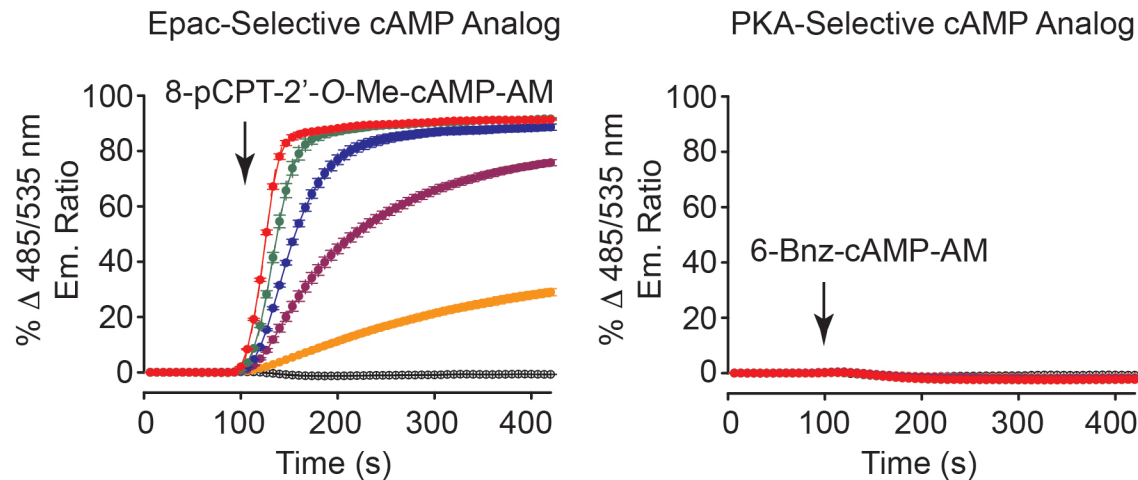 Epac-Selective cAMP Analog
8-pCPT-2’-O-Me-cAMP-AM
% Δ 485/535 nm
Em. Ratio
100
80
60
40
20
0
0 100 200 300 400
Time (s)
PKA-Selective cAMP Analog
6-Bnz-cAMP-AM
% Δ 485/535 nm
Em. Ratio
100
80
60
40
20
0
0 100 200 300 400
Time (s)